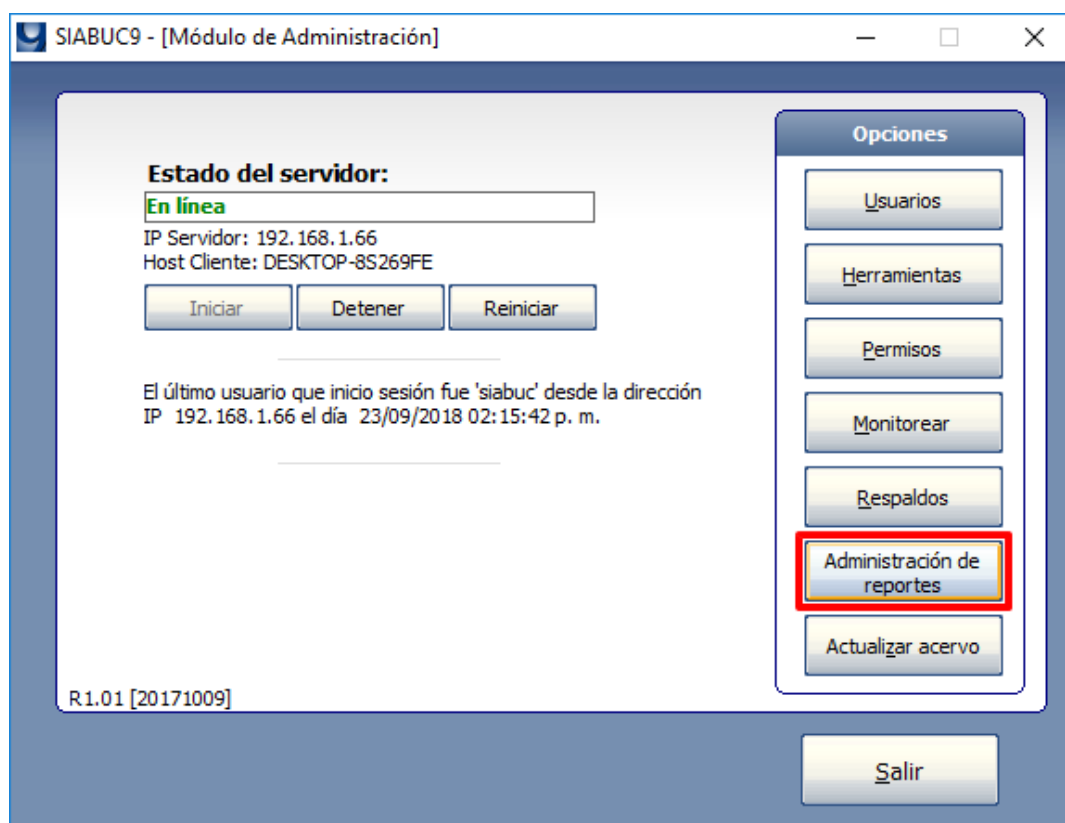 SIABUC9 - [Módulo de Administración]
Opciones
Estado del servidor:
En línea
IP Servidor: 192.168.1.66
Host Cliente: DESKTOP-8S269FE
Iniciar
Detener
Reiniciar
El último usuario que inicio sesión fue 'siabuc' desde la dirección
IP 192.168.1.66 el día 23/09/2018 02:15:42 p. m.
Usuarios
Herramientas
Permisos
Monitorear
Respaldos
Administración de
reportes
Actualizar acervo
R1.01 [20171009]
Salir